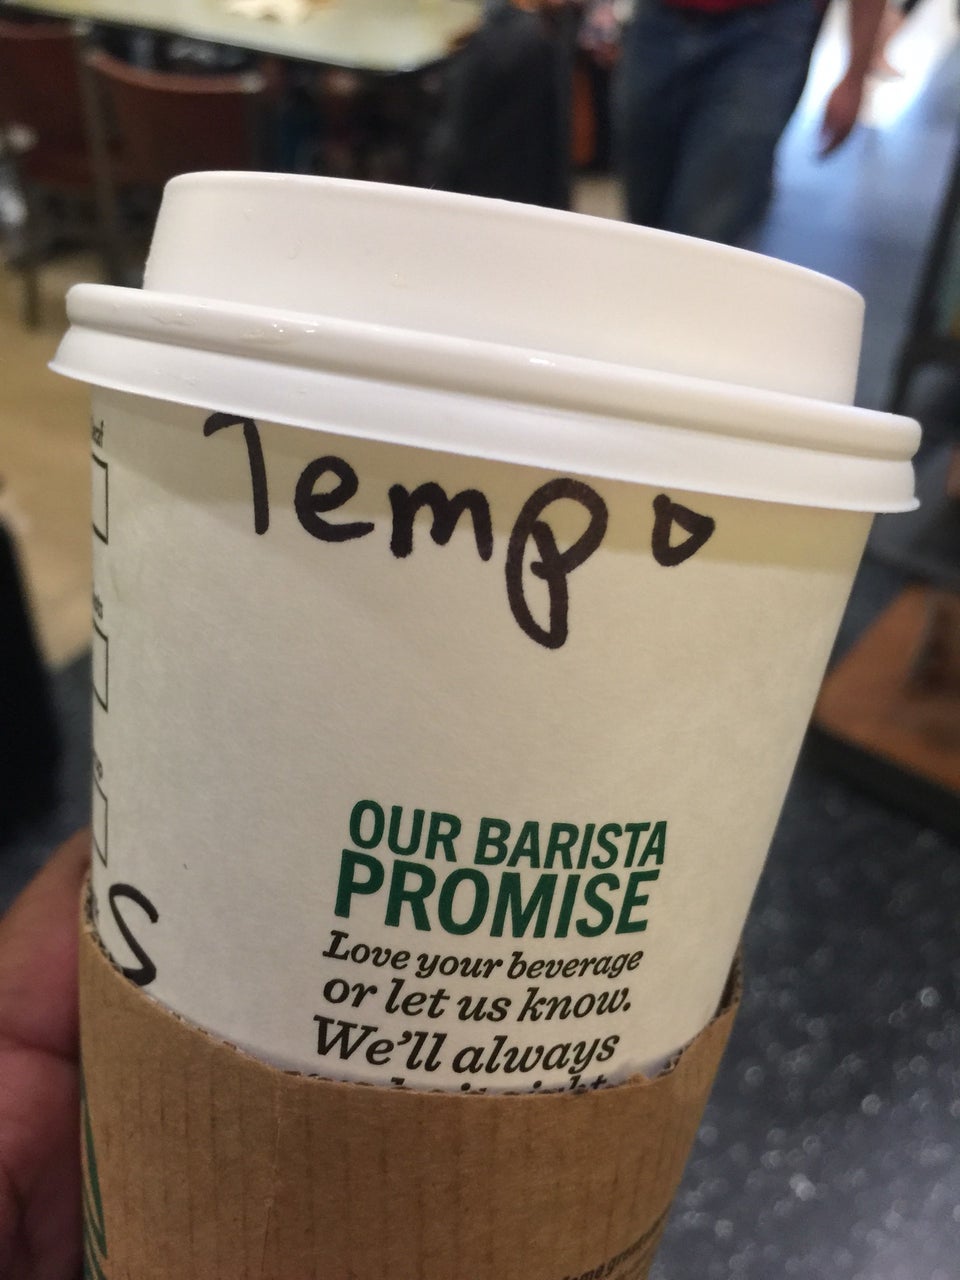 Tempo
S
OUR BARISTA
PROMISE
Love your beverage
or let us know.
We'll always